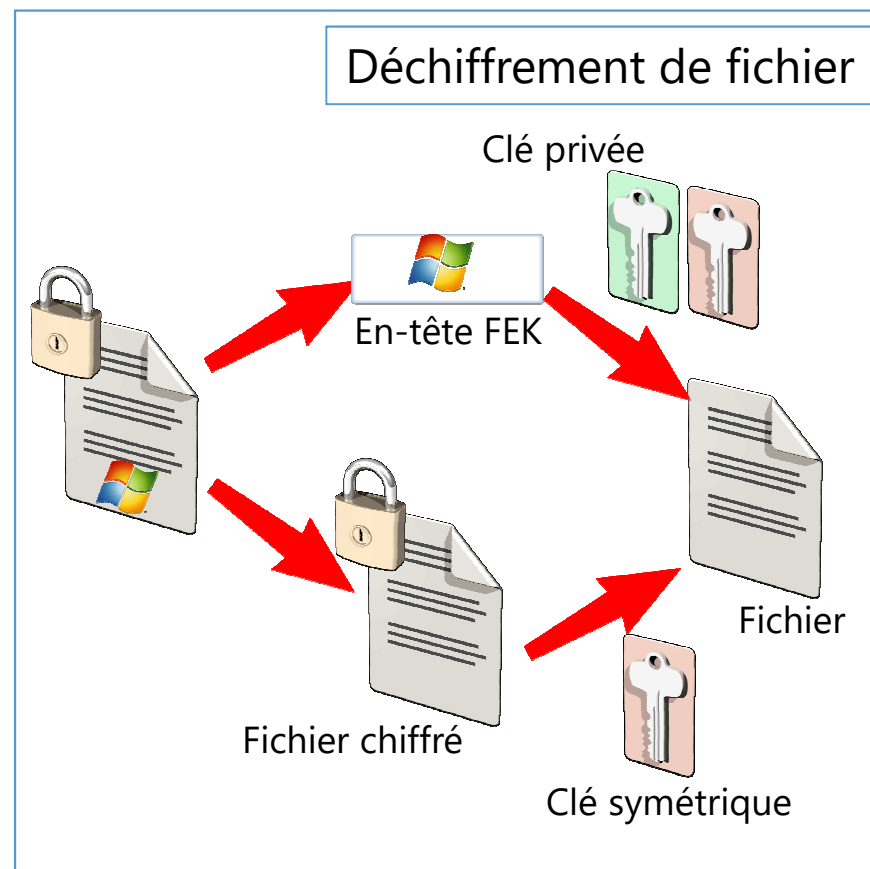 Déchiffrement de fichier
Clé privée
En-tête FEK
Fichier
Fichier chiffré
Clé symétrique